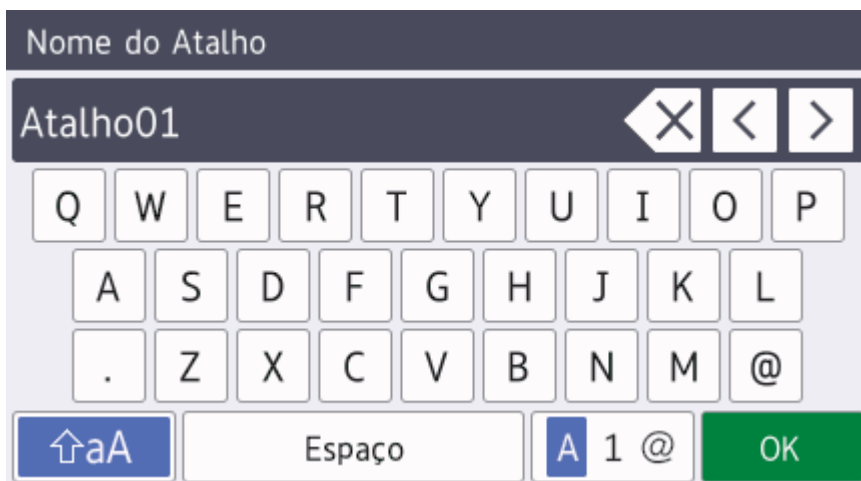 Nome do Atalho
Atalho01
Q W E R T Y U I O P
A S D F G H J K L
. Z X C V B N M @
aA Espaço A 1 @ OK